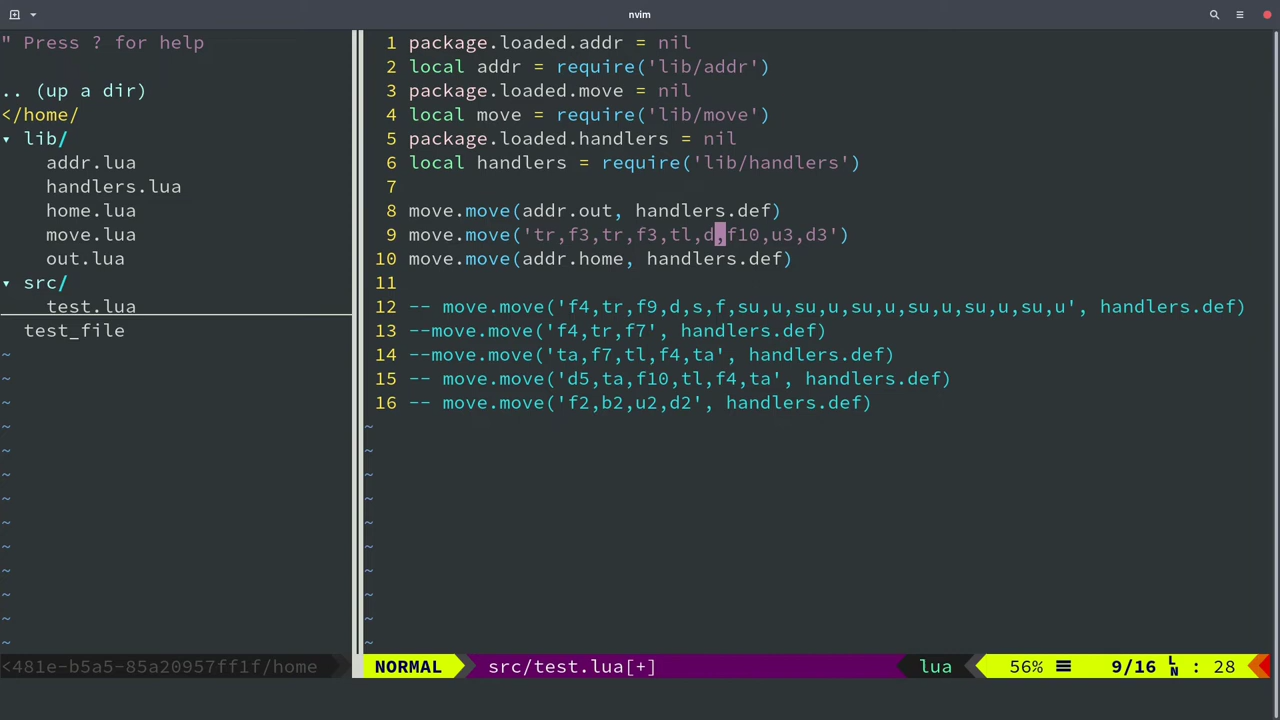 nvim
" Press ? for help
.. (up a dir)
</home/
▾ lib/
addr.lua
handlers.lua
home.lua
move.lua
out.lua
▾ src/
test.lua
test_file
~
~
~
~
~
~
~
~
~
~
~
~
~
<481e-b5a5-85a20957ff1f/home
1 package.loaded.addr = nil
2 local addr = require('lib/addr')
3 package.loaded.move = nil
4 local move = require('lib/move')
5 package.loaded.handlers = nil
6 local handlers = require('lib/handlers')
7
8 move.move(addr.out, handlers.def)
9 move.move('tr,f3,tr,f3,tl,d,f10,u3,d3')
10 move.move(addr.home, handlers.def)
11
12 -- move.move('f4,tr,f9,d,s,f,su,u,su,u,su,u,su,u,su,u,su,u,su,u', handlers.def)
13 --move.move('f4,tr,f7', handlers.def)
14 --move.move('ta,f7,tl,f4,ta', handlers.def)
15 -- move.move('d5,ta,f10,tl,f4,ta', handlers.def)
16 -- move.move('f2,b2,u2,d2', handlers.def)
~
~
~
~
~
~
~
~
~
~
NORMAL src/test.lua[+] lua 56% ☰ 9/16 LN : 28